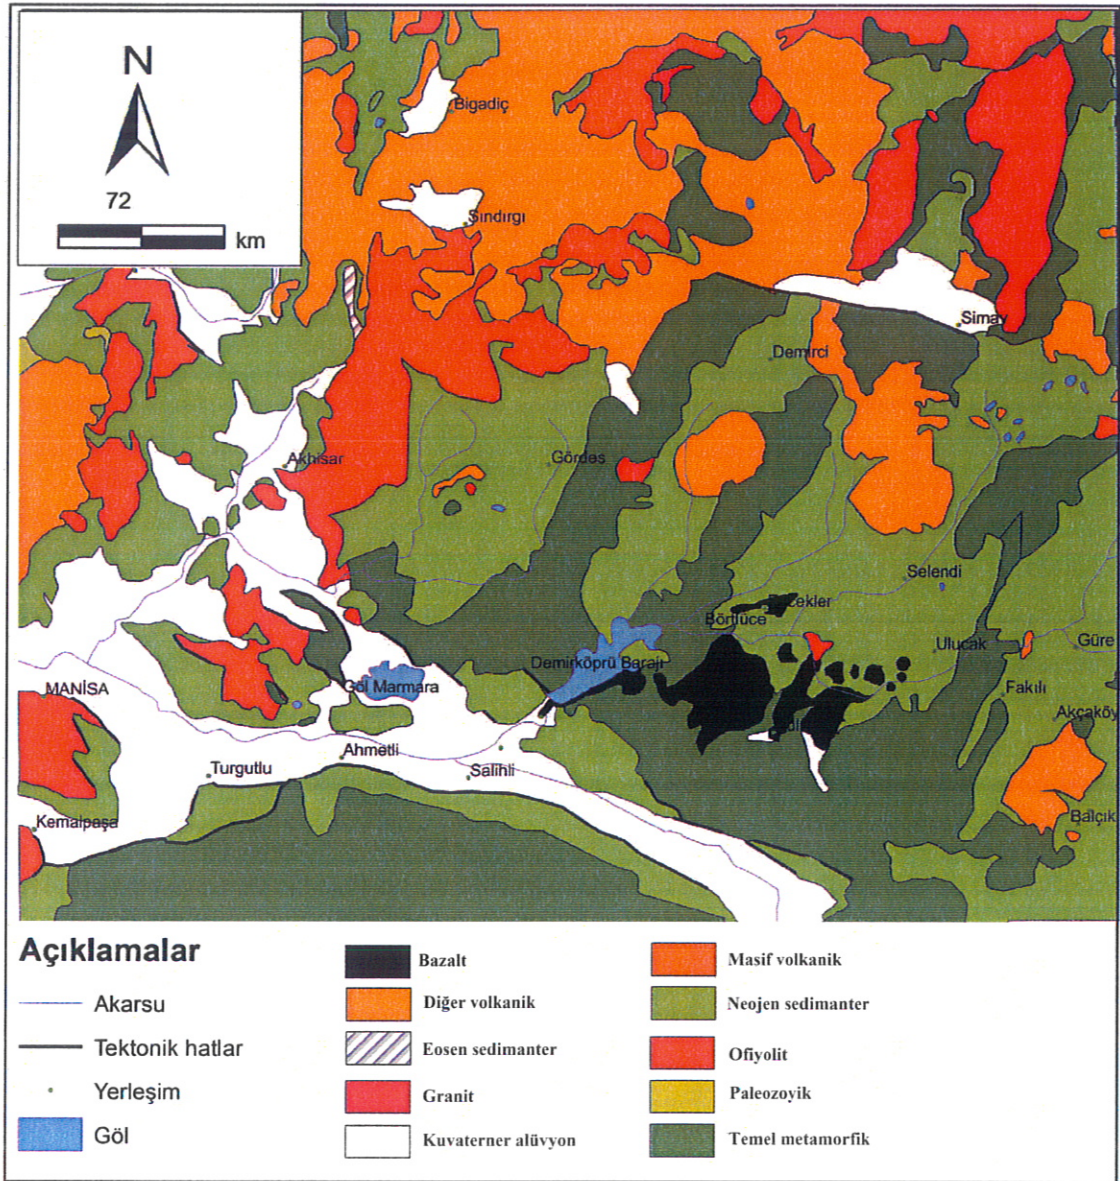 N
72
km
Bigadiç
Sındırgı
Simav
Demirci
Akhisar
Gördes
Selendi
Börtlüce
Uluçak
Güre
Demirköprü Barajı
MANİSA
Göl Marmara
Fakılı
Akçaköy
Ahmetli
Turgutlu
Salihli
Kemalpaşa
Balçık
Açıklamalar
Akarsu
Tektonik hatlar
Yerleşim
Göl
Bazalt
Diğer volkanik
Eosen sedimanter
Granit
Kuvaterner alüvyon
Masif volkanik
Neojen sedimanter
Ofiyolit
Paleozoyik
Temel metamorfik